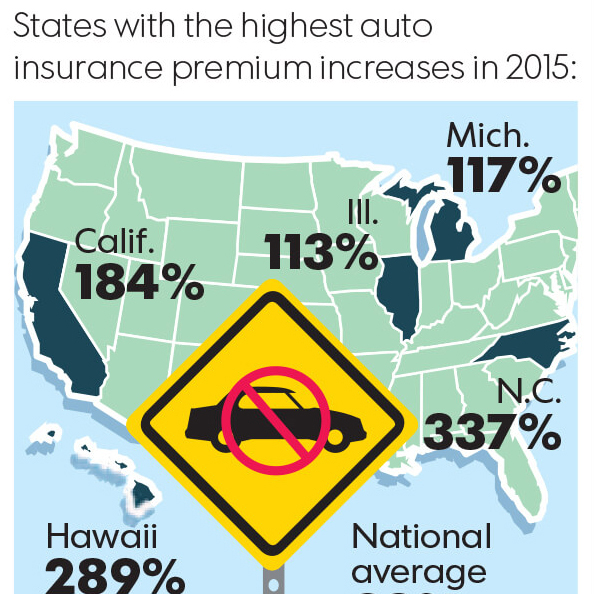 States with the highest auto
insurance premium increases in 2015:
Mich.
117%
Ill.
113%
Calif.
184%
N.C.
337%
Hawaii
289%
National
average